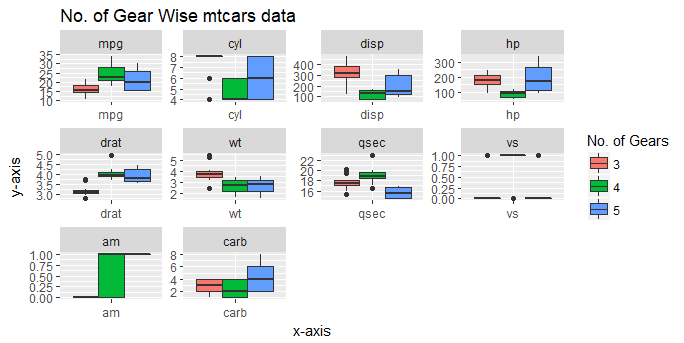 No. of Gear Wise mtcars data
mpg
cyl
disp
hp
35
30
25
20
15
10
8
7
6
5
4
400
300
200
100
300
200
100
mpg
cyl
disp
hp
drat
wt
qsec
vs
5.0
4.5
4.0
3.5
3.0
5
4
3
2
22
20
18
16
1.00
0.75
0.50
0.25
0.00
drat
wt
qsec
vs
am
carb
1.00
0.75
0.50
0.25
0.00
8
6
4
2
am
carb
y-axis
x-axis
No. of Gears
3
4
5